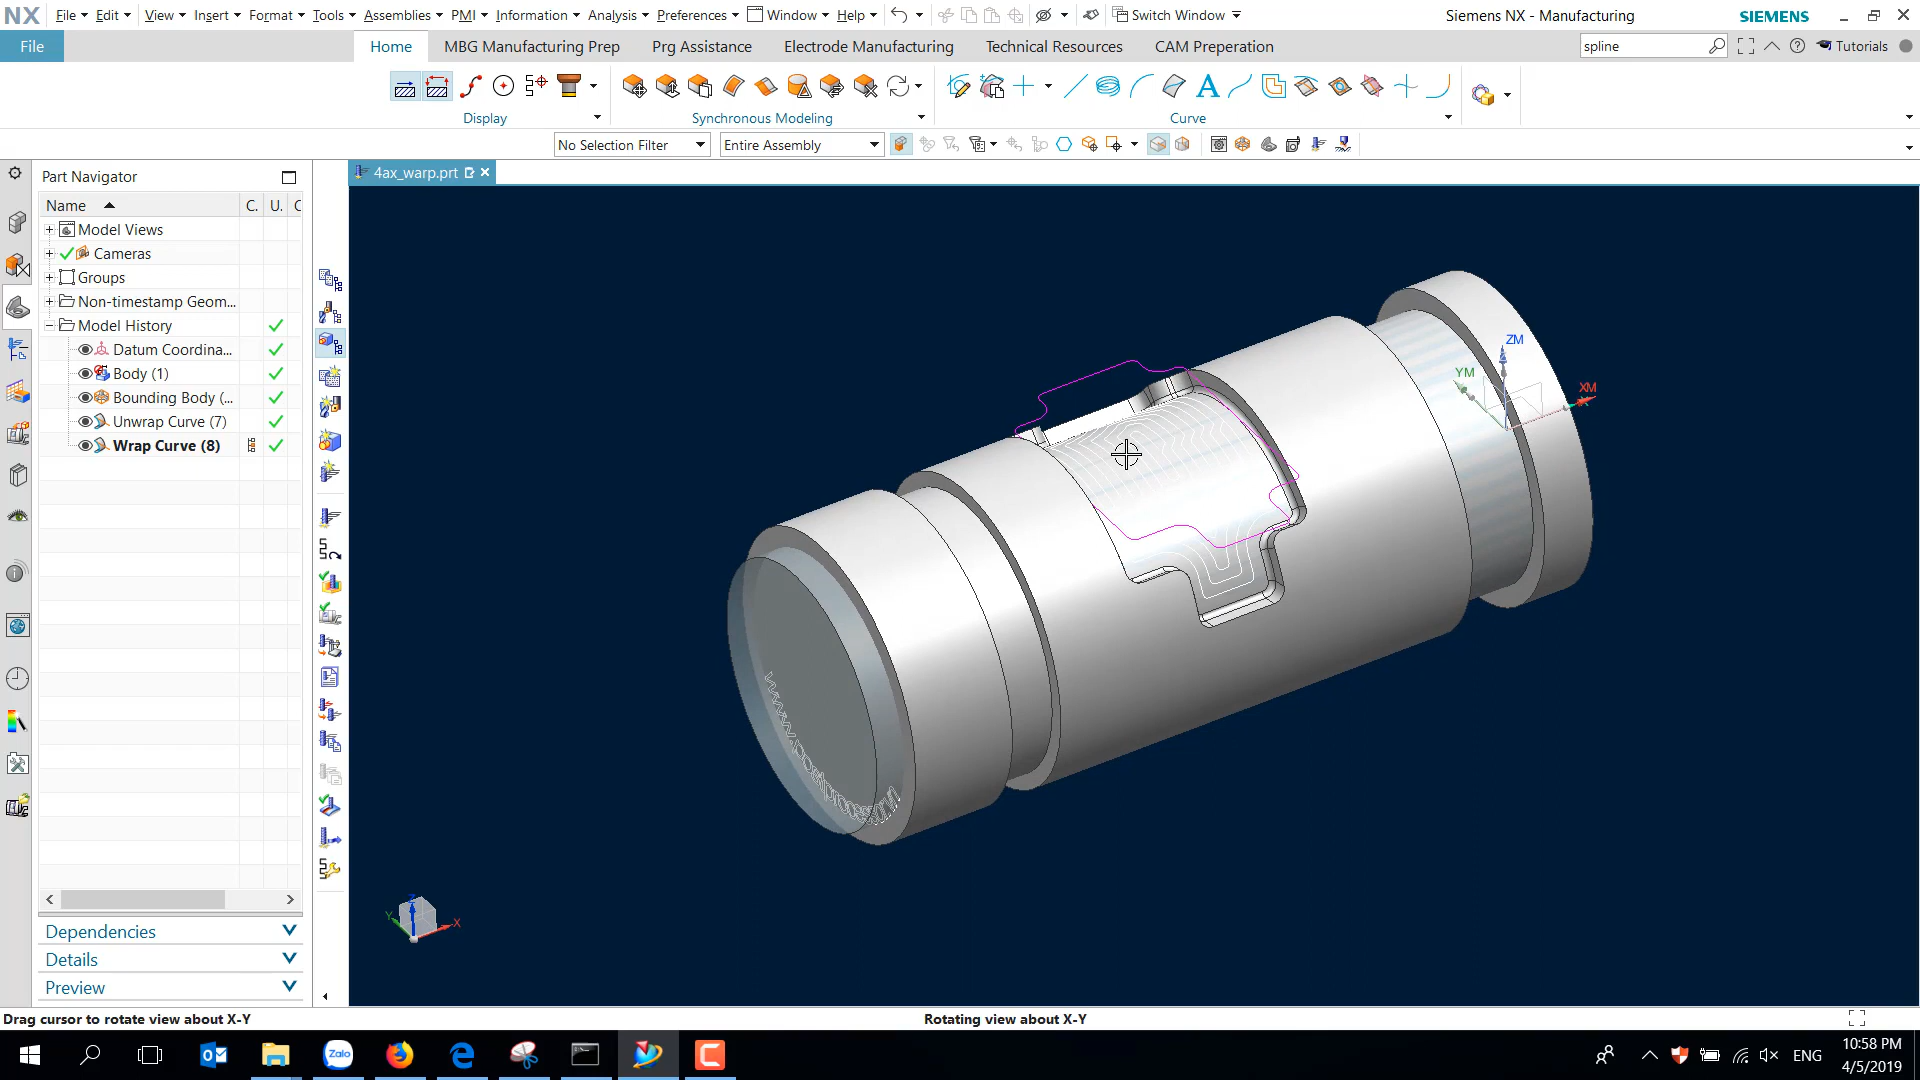 NX File Edit View Insert Format Tools Assemblies PMI Information Analysis Preferences Window Help Switch Window Siemens NX - Manufacturing SIEMENS
File Home MBG Manufacturing Prep Prg Assistance Electrode Manufacturing Technical Resources CAM Preperation spline Tutorials
Display Synchronous Modeling Curve
No Selection Filter Entire Assembly
Part Navigator 4ax_warp.prt
Name C. U. C
Model Views
Cameras
Groups
Non-timestamp Geom...
Model History
Datum Coordina...
Body (1)
Bounding Body (...
Unwrap Curve (7)
Wrap Curve (8)
ZM
YM
XM
Z
Y
X
Dependencies
Details
Preview
Drag cursor to rotate view about X-Y Rotating view about X-Y
Zalo ENG 10:58 PM
4/5/2019